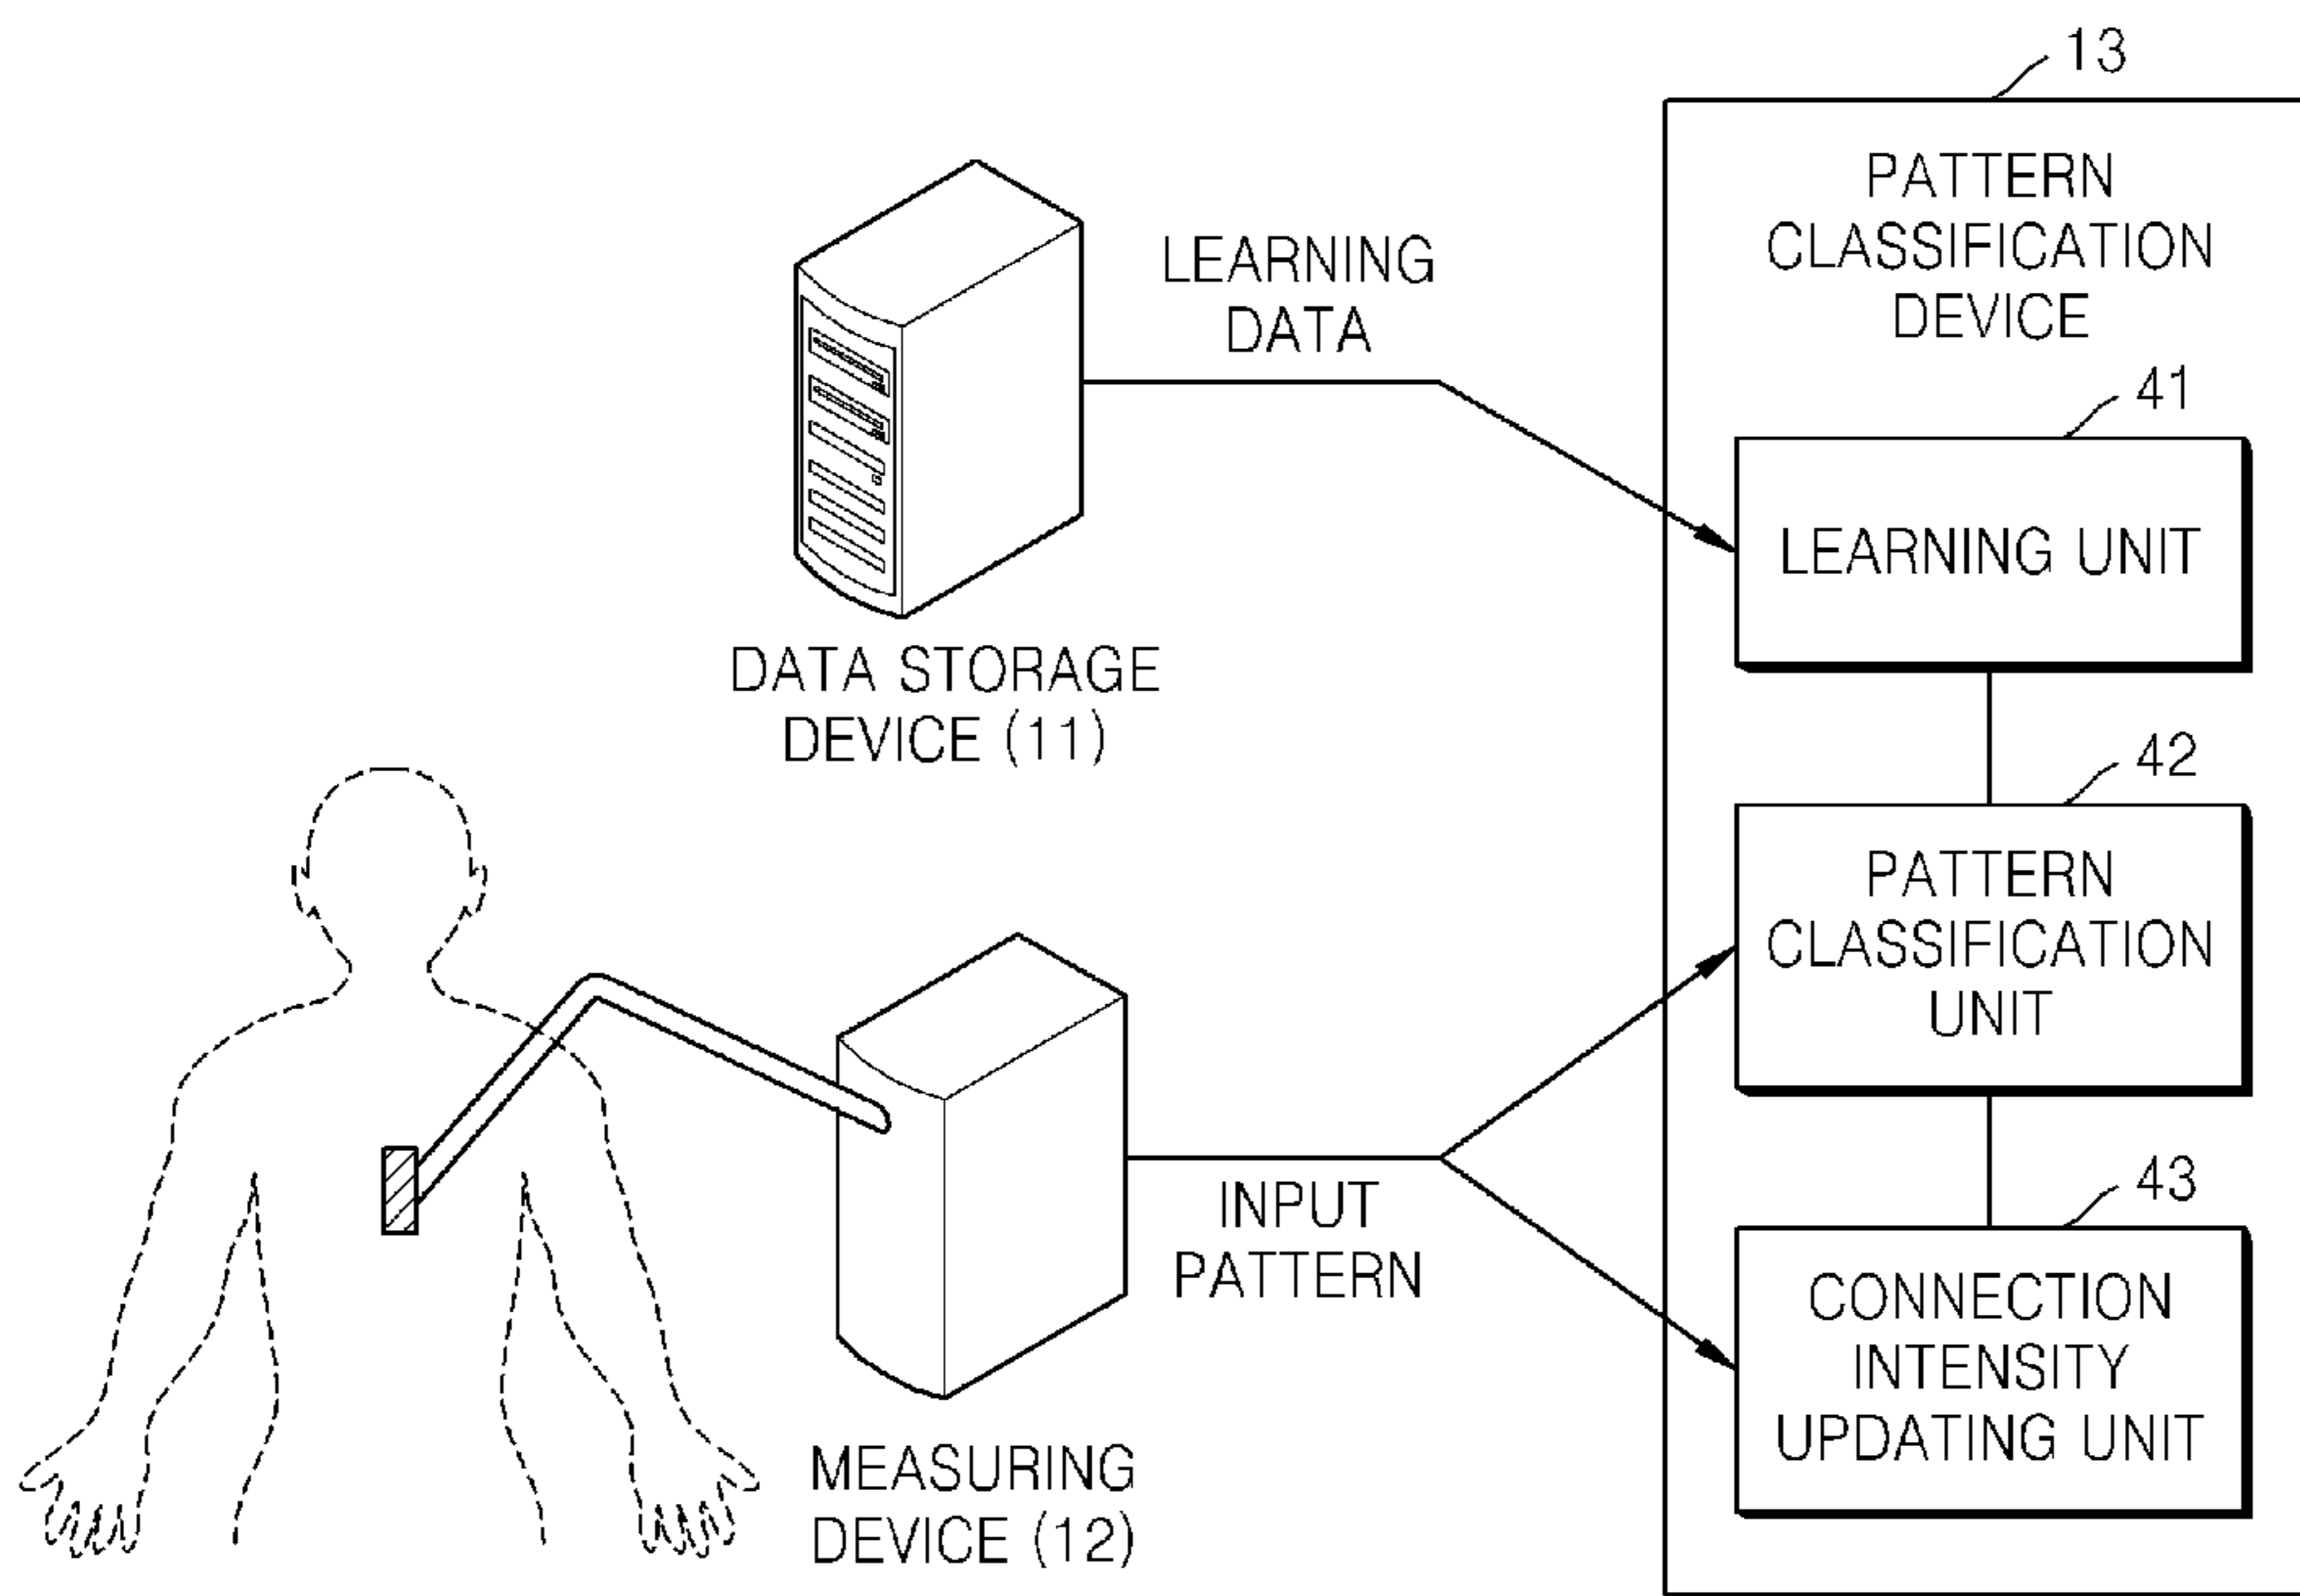 13
PATTERN
CLASSIFICATION
DEVICE
LEARNING
DATA
41
LEARNING UNIT
DATA STORAGE
DEVICE (11)
42
PATTERN
CLASSIFICATION
UNIT
INPUT
PATTERN
43
CONNECTION
INTENSITY
UPDATING UNIT
MEASURING
DEVICE (12)